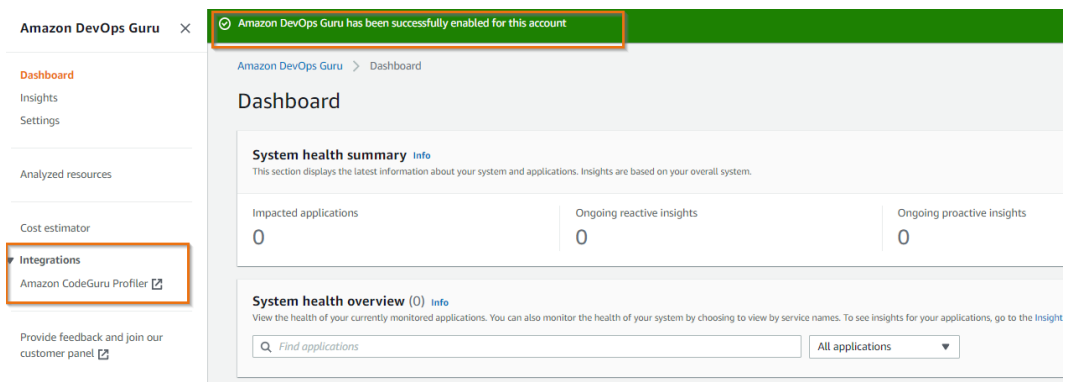 Amazon DevOps Guru
Dashboard
Insights
Settings
Analyzed resources
Cost estimator
Integrations
Amazon CodeGuru Profiler
Provide feedback and join our
customer panel
Amazon DevOps Guru has been successfully enabled for this account
Amazon DevOps Guru > Dashboard
Dashboard
System health summary Info
This section displays the latest information about your system and applications. Insights are based on your overall system.
Impacted applications
0
Ongoing reactive insights
0
Ongoing proactive insights
0
System health overview (0) Info
View the health of your currently monitored applications. You can also monitor the health of your system by choosing to view by service names. To see insights for your applications, go to the Insight
Find applications
All applications